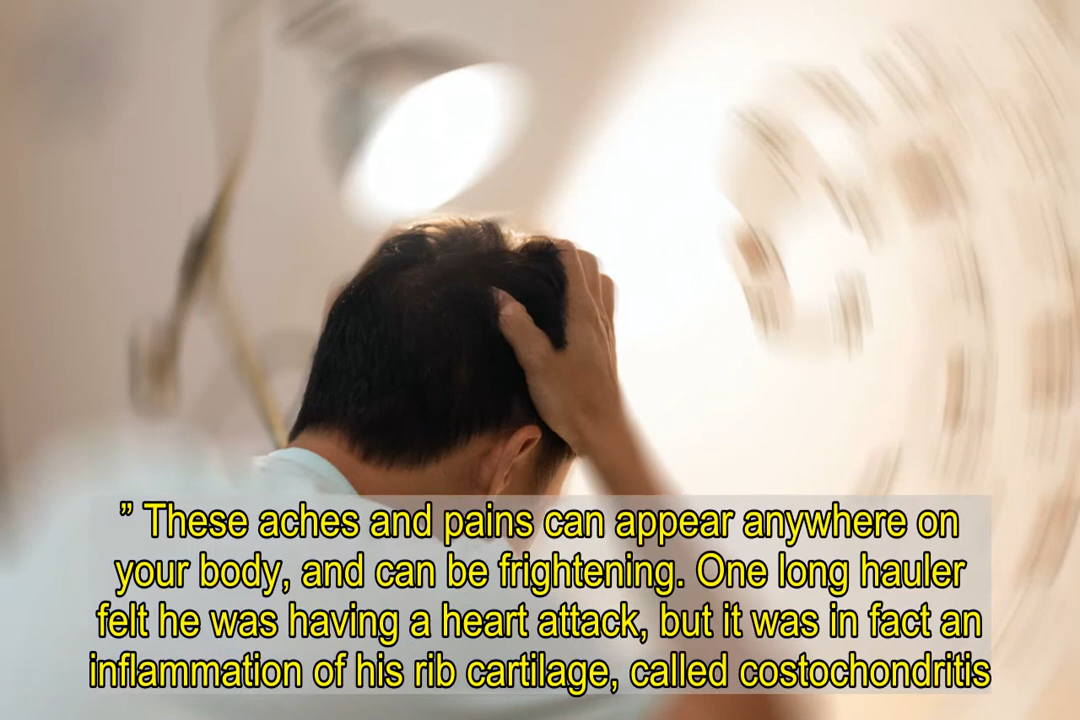 ” These aches and pains can appear anywhere on
your body, and can be frightening. One long hauler
felt he was having a heart attack, but it was in fact an
inflammation of his rib cartilage, called costochondritis